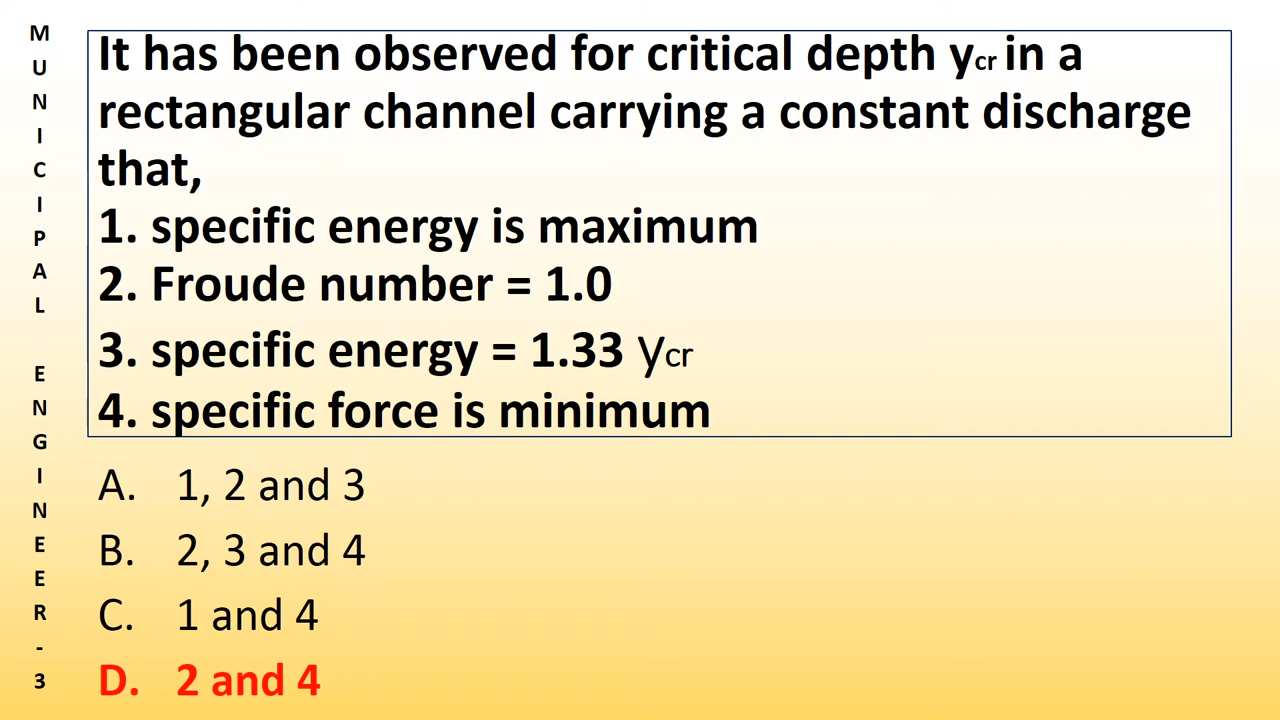 MUNICIPAL ENGINEER-3
It has been observed for critical depth ycr in a
rectangular channel carrying a constant discharge
that,
1. specific energy is maximum
2. Froude number = 1.0
3. specific energy = 1.33 ycr
4. specific force is minimum
A. 1, 2 and 3
B. 2, 3 and 4
C. 1 and 4
D. 2 and 4